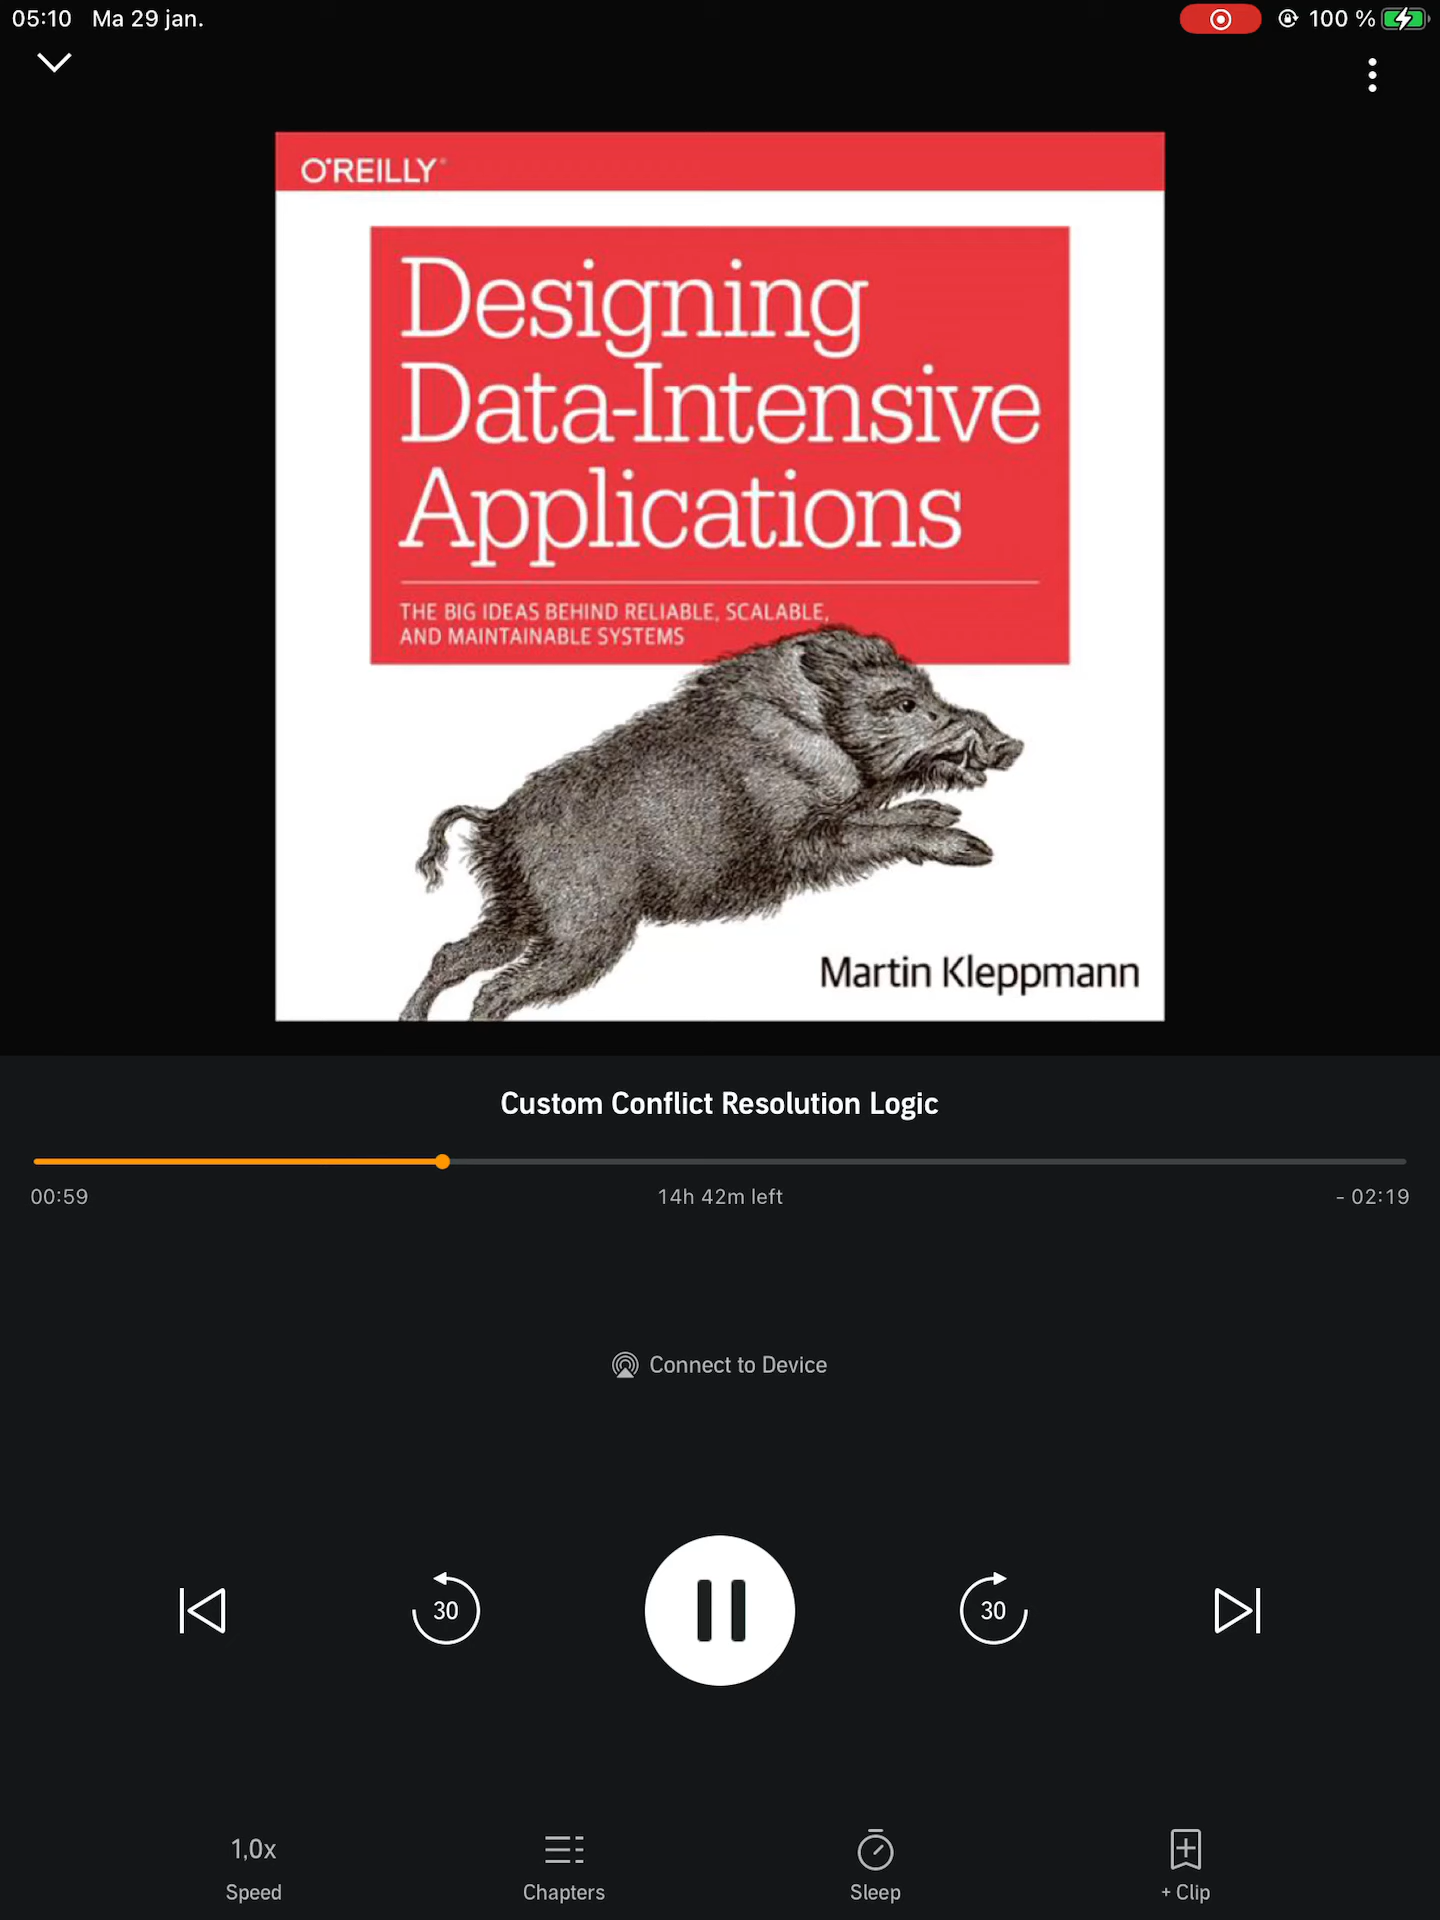 05:10 Ma 29 jan.
100 %
O'REILLY®
Designing
Data-Intensive
Applications
THE BIG IDEAS BEHIND RELIABLE, SCALABLE,
AND MAINTAINABLE SYSTEMS
Martin Kleppmann
Custom Conflict Resolution Logic
00:59 14h 42m left - 02:19
Connect to Device
30 30
1,0x
Speed Chapters Sleep + Clip